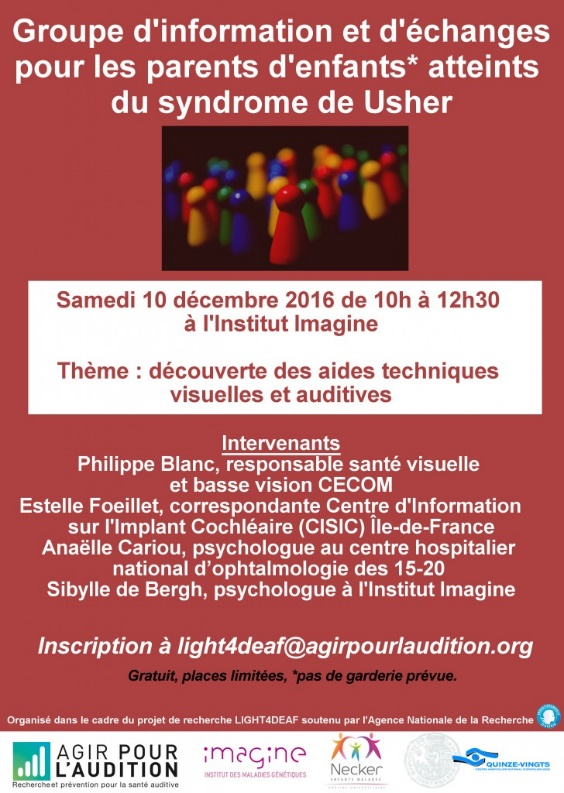 Groupe d'information et d'échanges
pour les parents d'enfants* atteints
du syndrome de Usher
Samedi 10 décembre 2016 de 10h à 12h30
à l'Institut Imagine
Thème : découverte des aides techniques
visuelles et auditives
Intervenants
Philippe Blanc, responsable santé visuelle
et basse vision CECOM
Estelle Foeillet, correspondante Centre d'Information
sur l'Implant Cochléaire (CISIC) Île-de-France
Anaëlle Cariou, psychologue au centre hospitalier
national d’ophtalmologie des 15-20
Sibylle de Bergh, psychologue à l'Institut Imagine
Inscription à light4deaf@agirpourlaudition.org
Gratuit, places limitées, *pas de garderie prévue.
Organisé dans le cadre du projet de recherche LIGHT4DEAF soutenu par l'Agence Nationale de la Recherche
AGIR POUR
L'AUDITION
Recherche et prévention pour la santé auditive
imagine
INSTITUT DES MALADIES GÉNÉTIQUES
Necker
ENFANTS MALADES
QUINZE-VINGTS